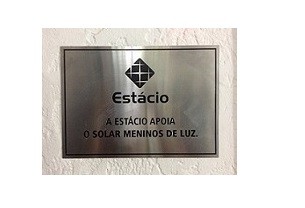 Estácio
A ESTÁCIO APOIA
O SOLAR MENINOS DE LUZ.